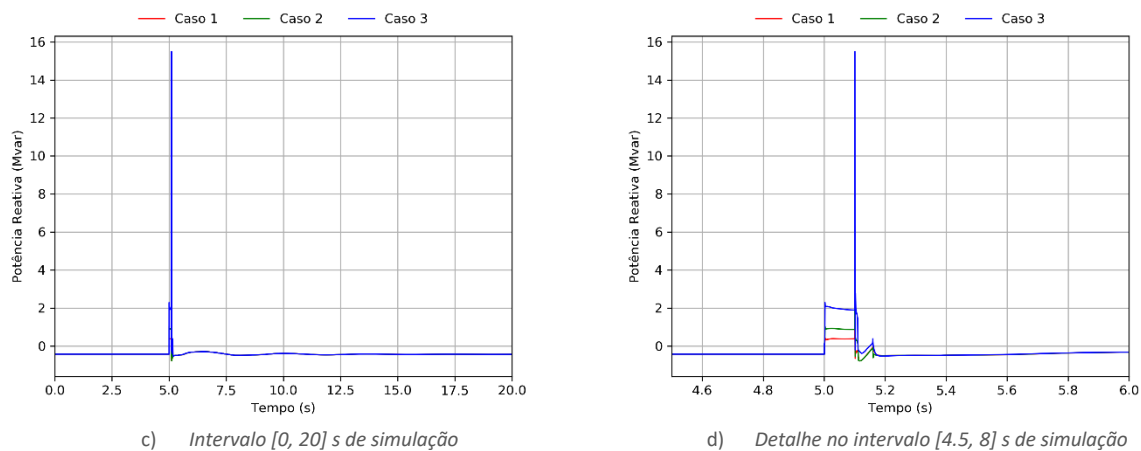 Caso 1 Caso 2 Caso 3
16
14
12
10
8
6
4
2
0
Potência Reativa (Mvar)
0.0 2.5 5.0 7.5 10.0 12.5 15.0 17.5 20.0
Tempo (s)
c) Intervalo [0, 20] s de simulação
Caso 1 Caso 2 Caso 3
16
14
12
10
8
6
4
2
0
Potência Reativa (Mvar)
4.6 4.8 5.0 5.2 5.4 5.6 5.8 6.0
Tempo (s)
d) Detalhe no intervalo [4.5, 8] s de simulação